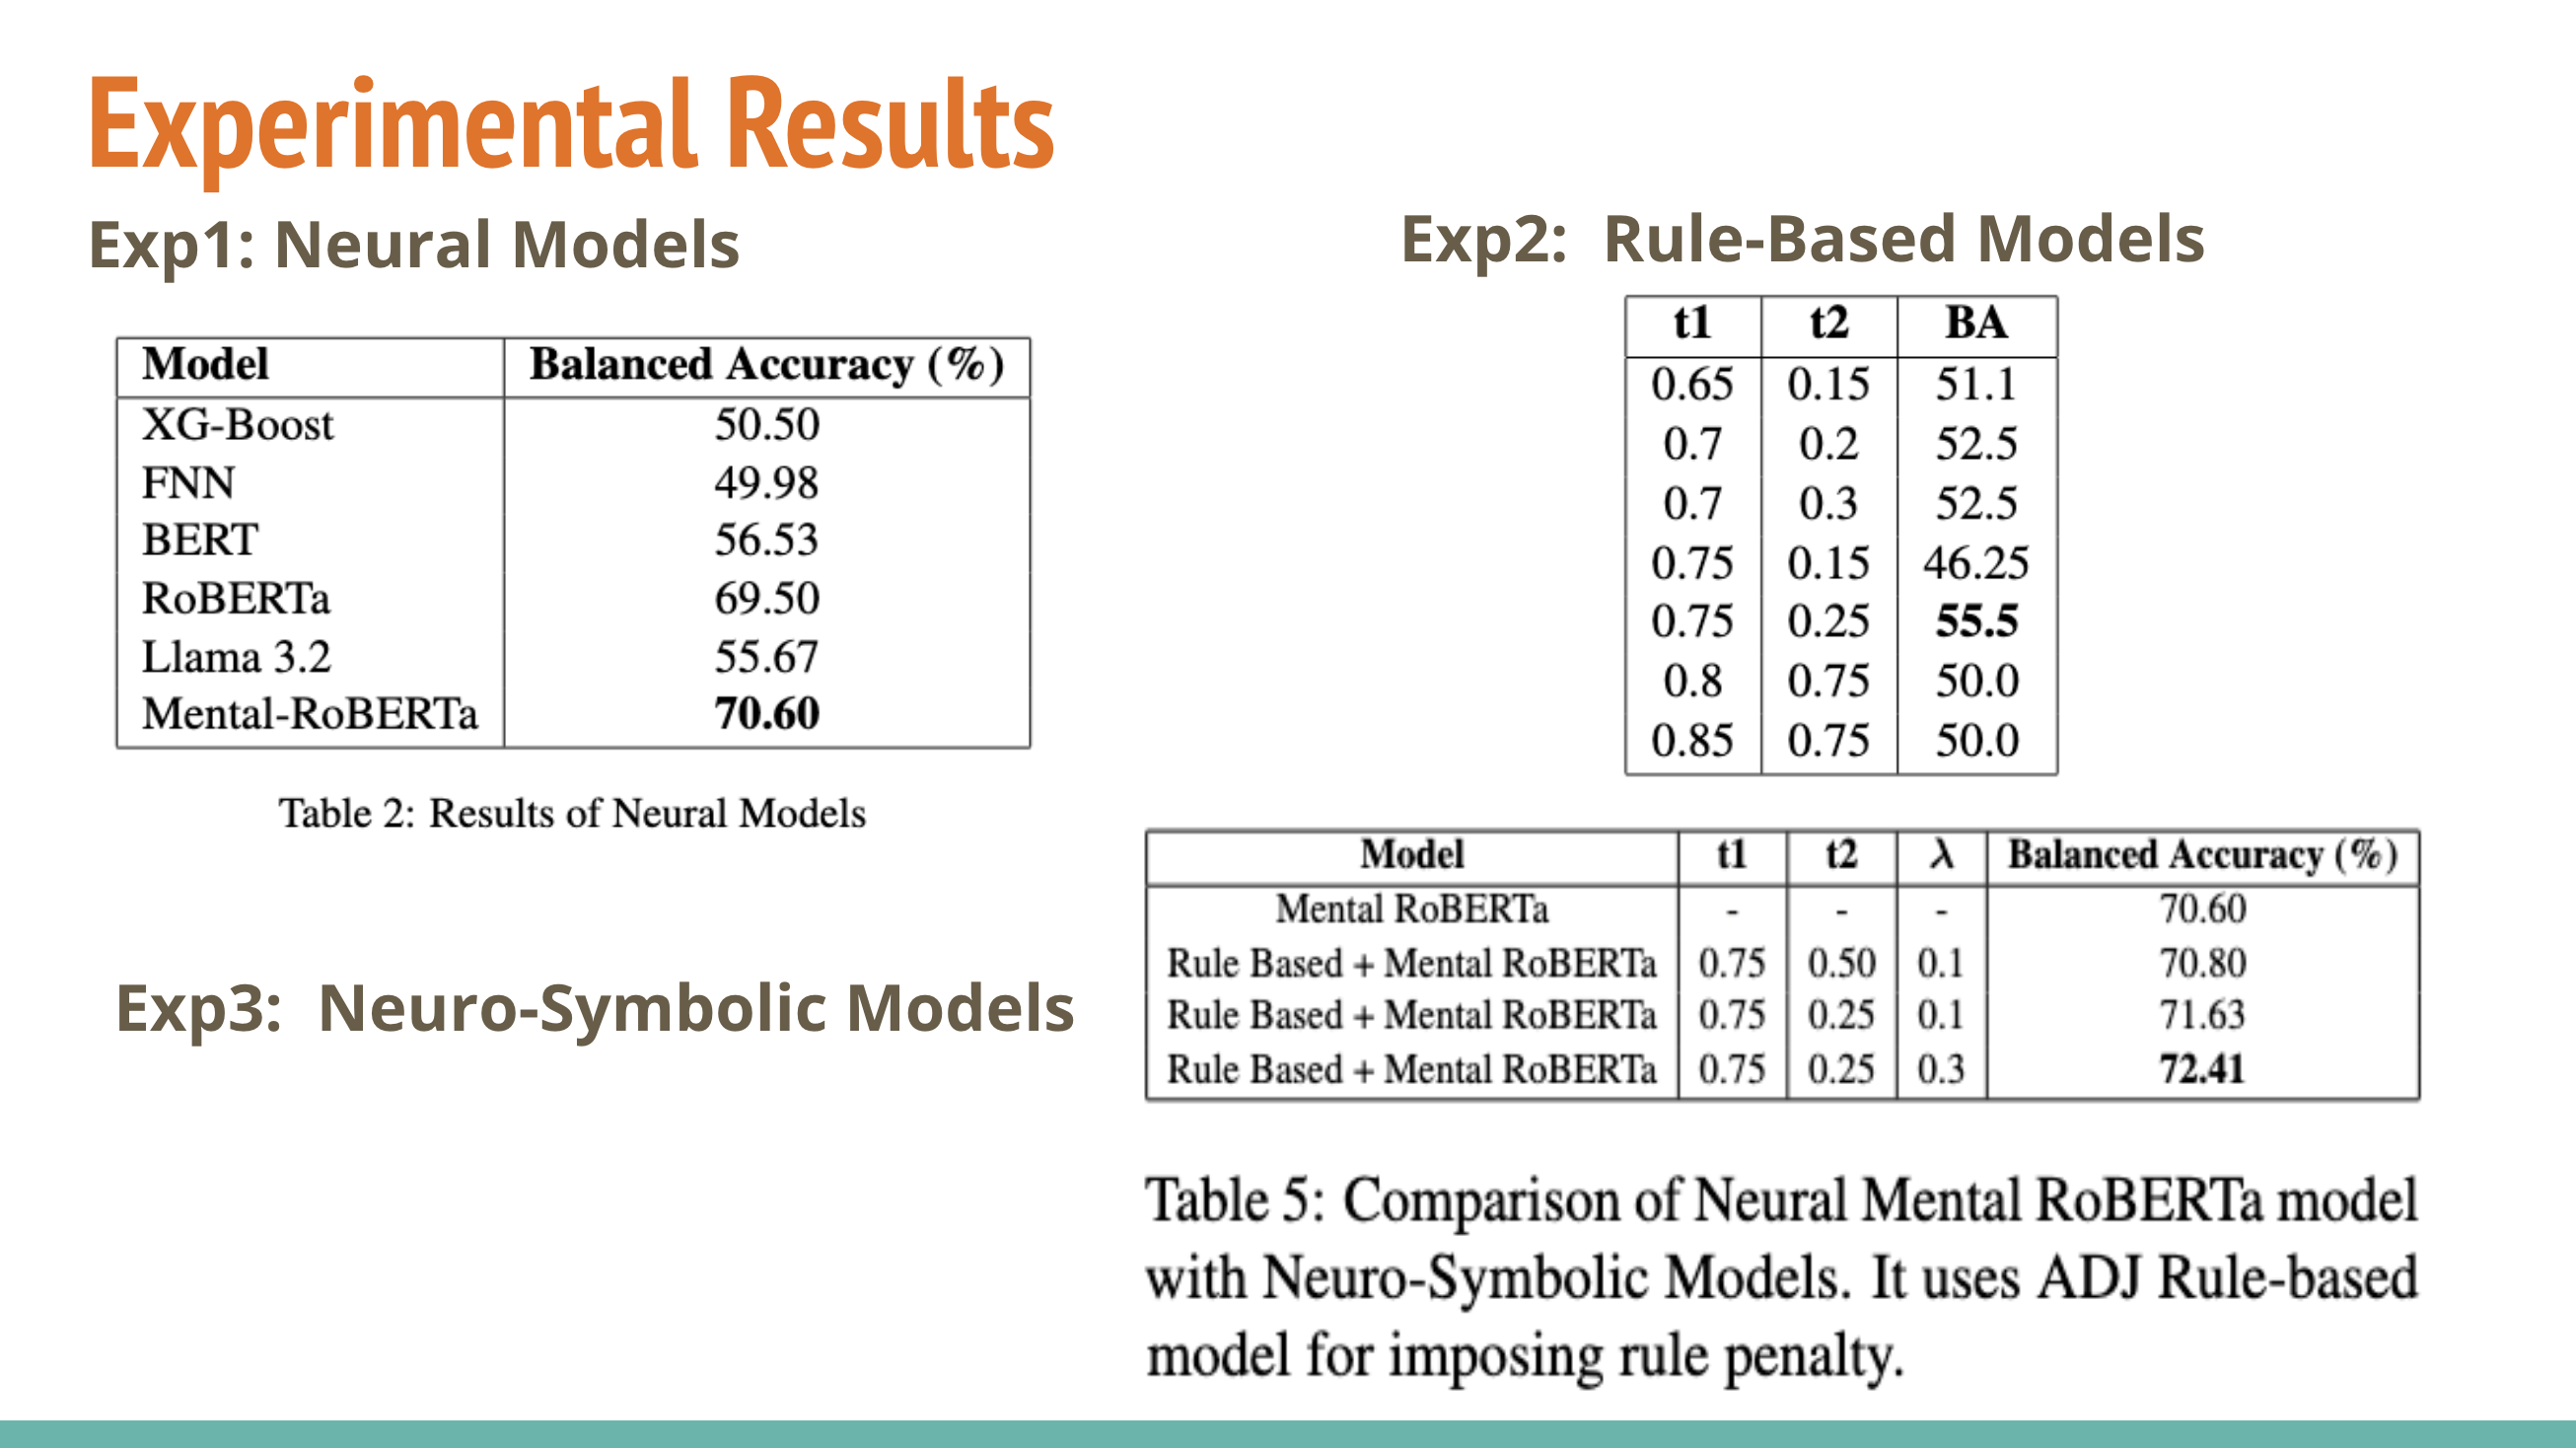 Experimental Results
Exp1: Neural Models
Model Balanced Accuracy (%)
XG-Boost 50.50
FNN 49.98
BERT 56.53
RoBERTa 69.50
Llama 3.2 55.67
Mental-RoBERTa 70.60
Table 2: Results of Neural Models
Exp2: Rule-Based Models
t1 t2 BA
0.65 0.15 51.1
0.7 0.2 52.5
0.7 0.3 52.5
0.75 0.15 46.25
0.75 0.25 55.5
0.8 0.75 50.0
0.85 0.75 50.0
Exp3: Neuro-Symbolic Models
Model t1 t2 λ Balanced Accuracy (%)
Mental RoBERTa - - - 70.60
Rule Based + Mental RoBERTa 0.75 0.50 0.1 70.80
Rule Based + Mental RoBERTa 0.75 0.25 0.1 71.63
Rule Based + Mental RoBERTa 0.75 0.25 0.3 72.41
Table 5: Comparison of Neural Mental RoBERTa model
with Neuro-Symbolic Models. It uses ADJ Rule-based
model for imposing rule penalty.